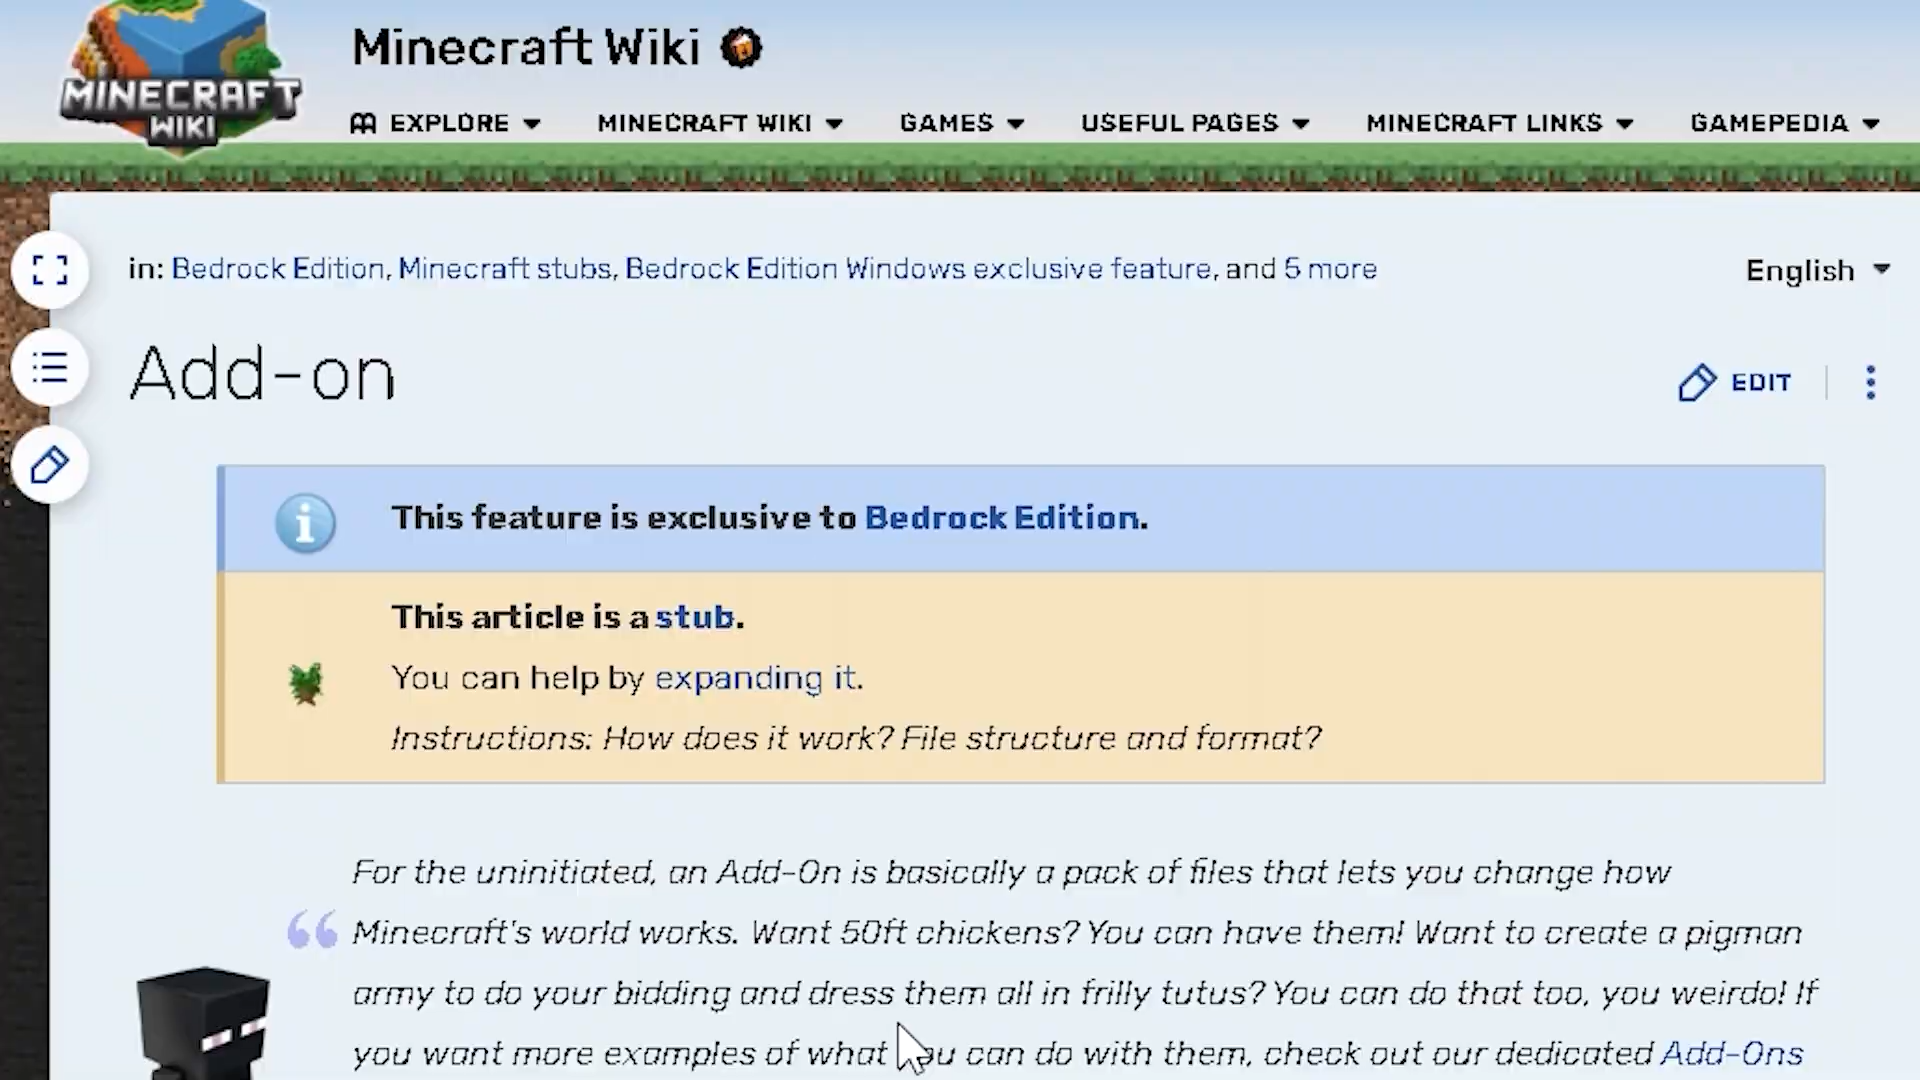 MINECRAFT
WIKI
Minecraft Wiki
EXPLORE MINECRAFT WIKI GAMES USEFUL PAGES MINECRAFT LINKS GAMEPEDIA
in: Bedrock Edition, Minecraft stubs, Bedrock Edition Windows exclusive feature, and 5 more
English
Add-on
EDIT
This feature is exclusive to Bedrock Edition.
This article is a stub.
You can help by expanding it.
Instructions: How does it work? File structure and format?
For the uninitiated, an Add-On is basically a pack of files that lets you change how
Minecraft's world works. Want 50ft chickens? You can have them! Want to create a pigman
army to do your bidding and dress them all in frilly tutus? You can do that too, you weirdo! If
you want more examples of what you can do with them, check out our dedicated Add-Ons